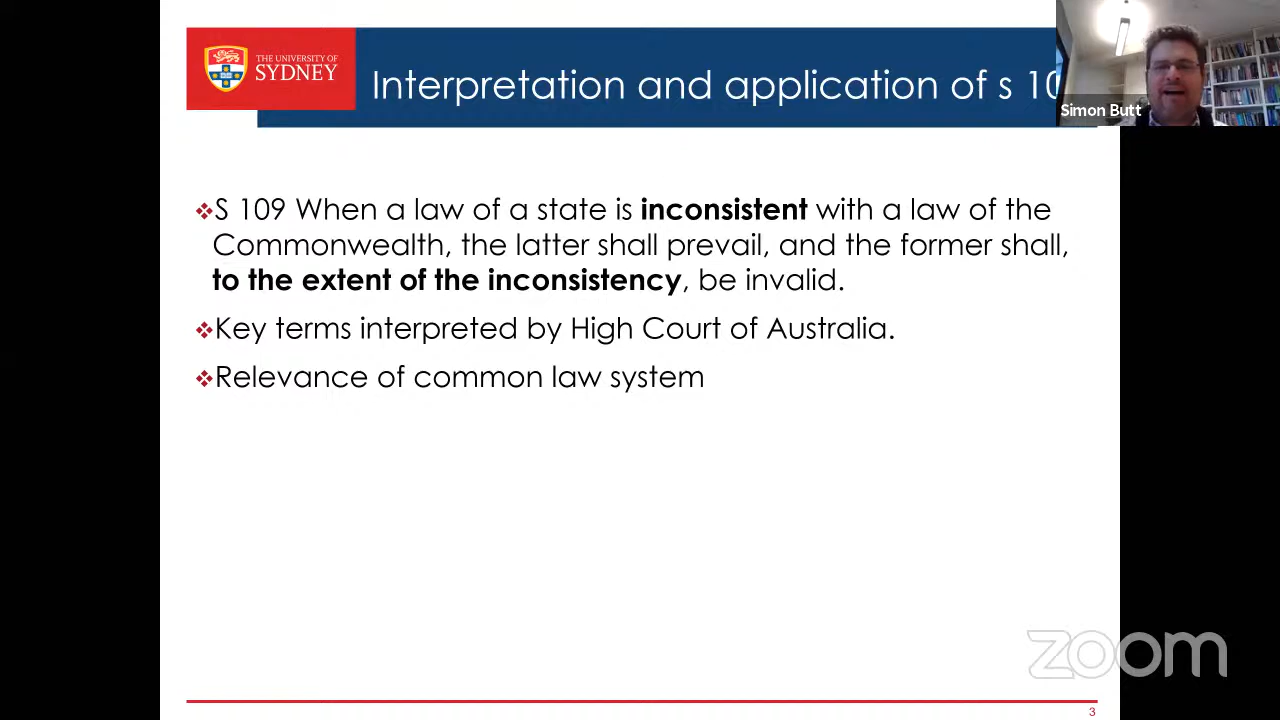 THE UNIVERSITY OF
SYDNEY
Interpretation and application of s 10
Simon Butt
S 109 When a law of a state is inconsistent with a law of the
Commonwealth, the latter shall prevail, and the former shall,
to the extent of the inconsistency, be invalid.
Key terms interpreted by High Court of Australia.
Relevance of common law system
zoom
3